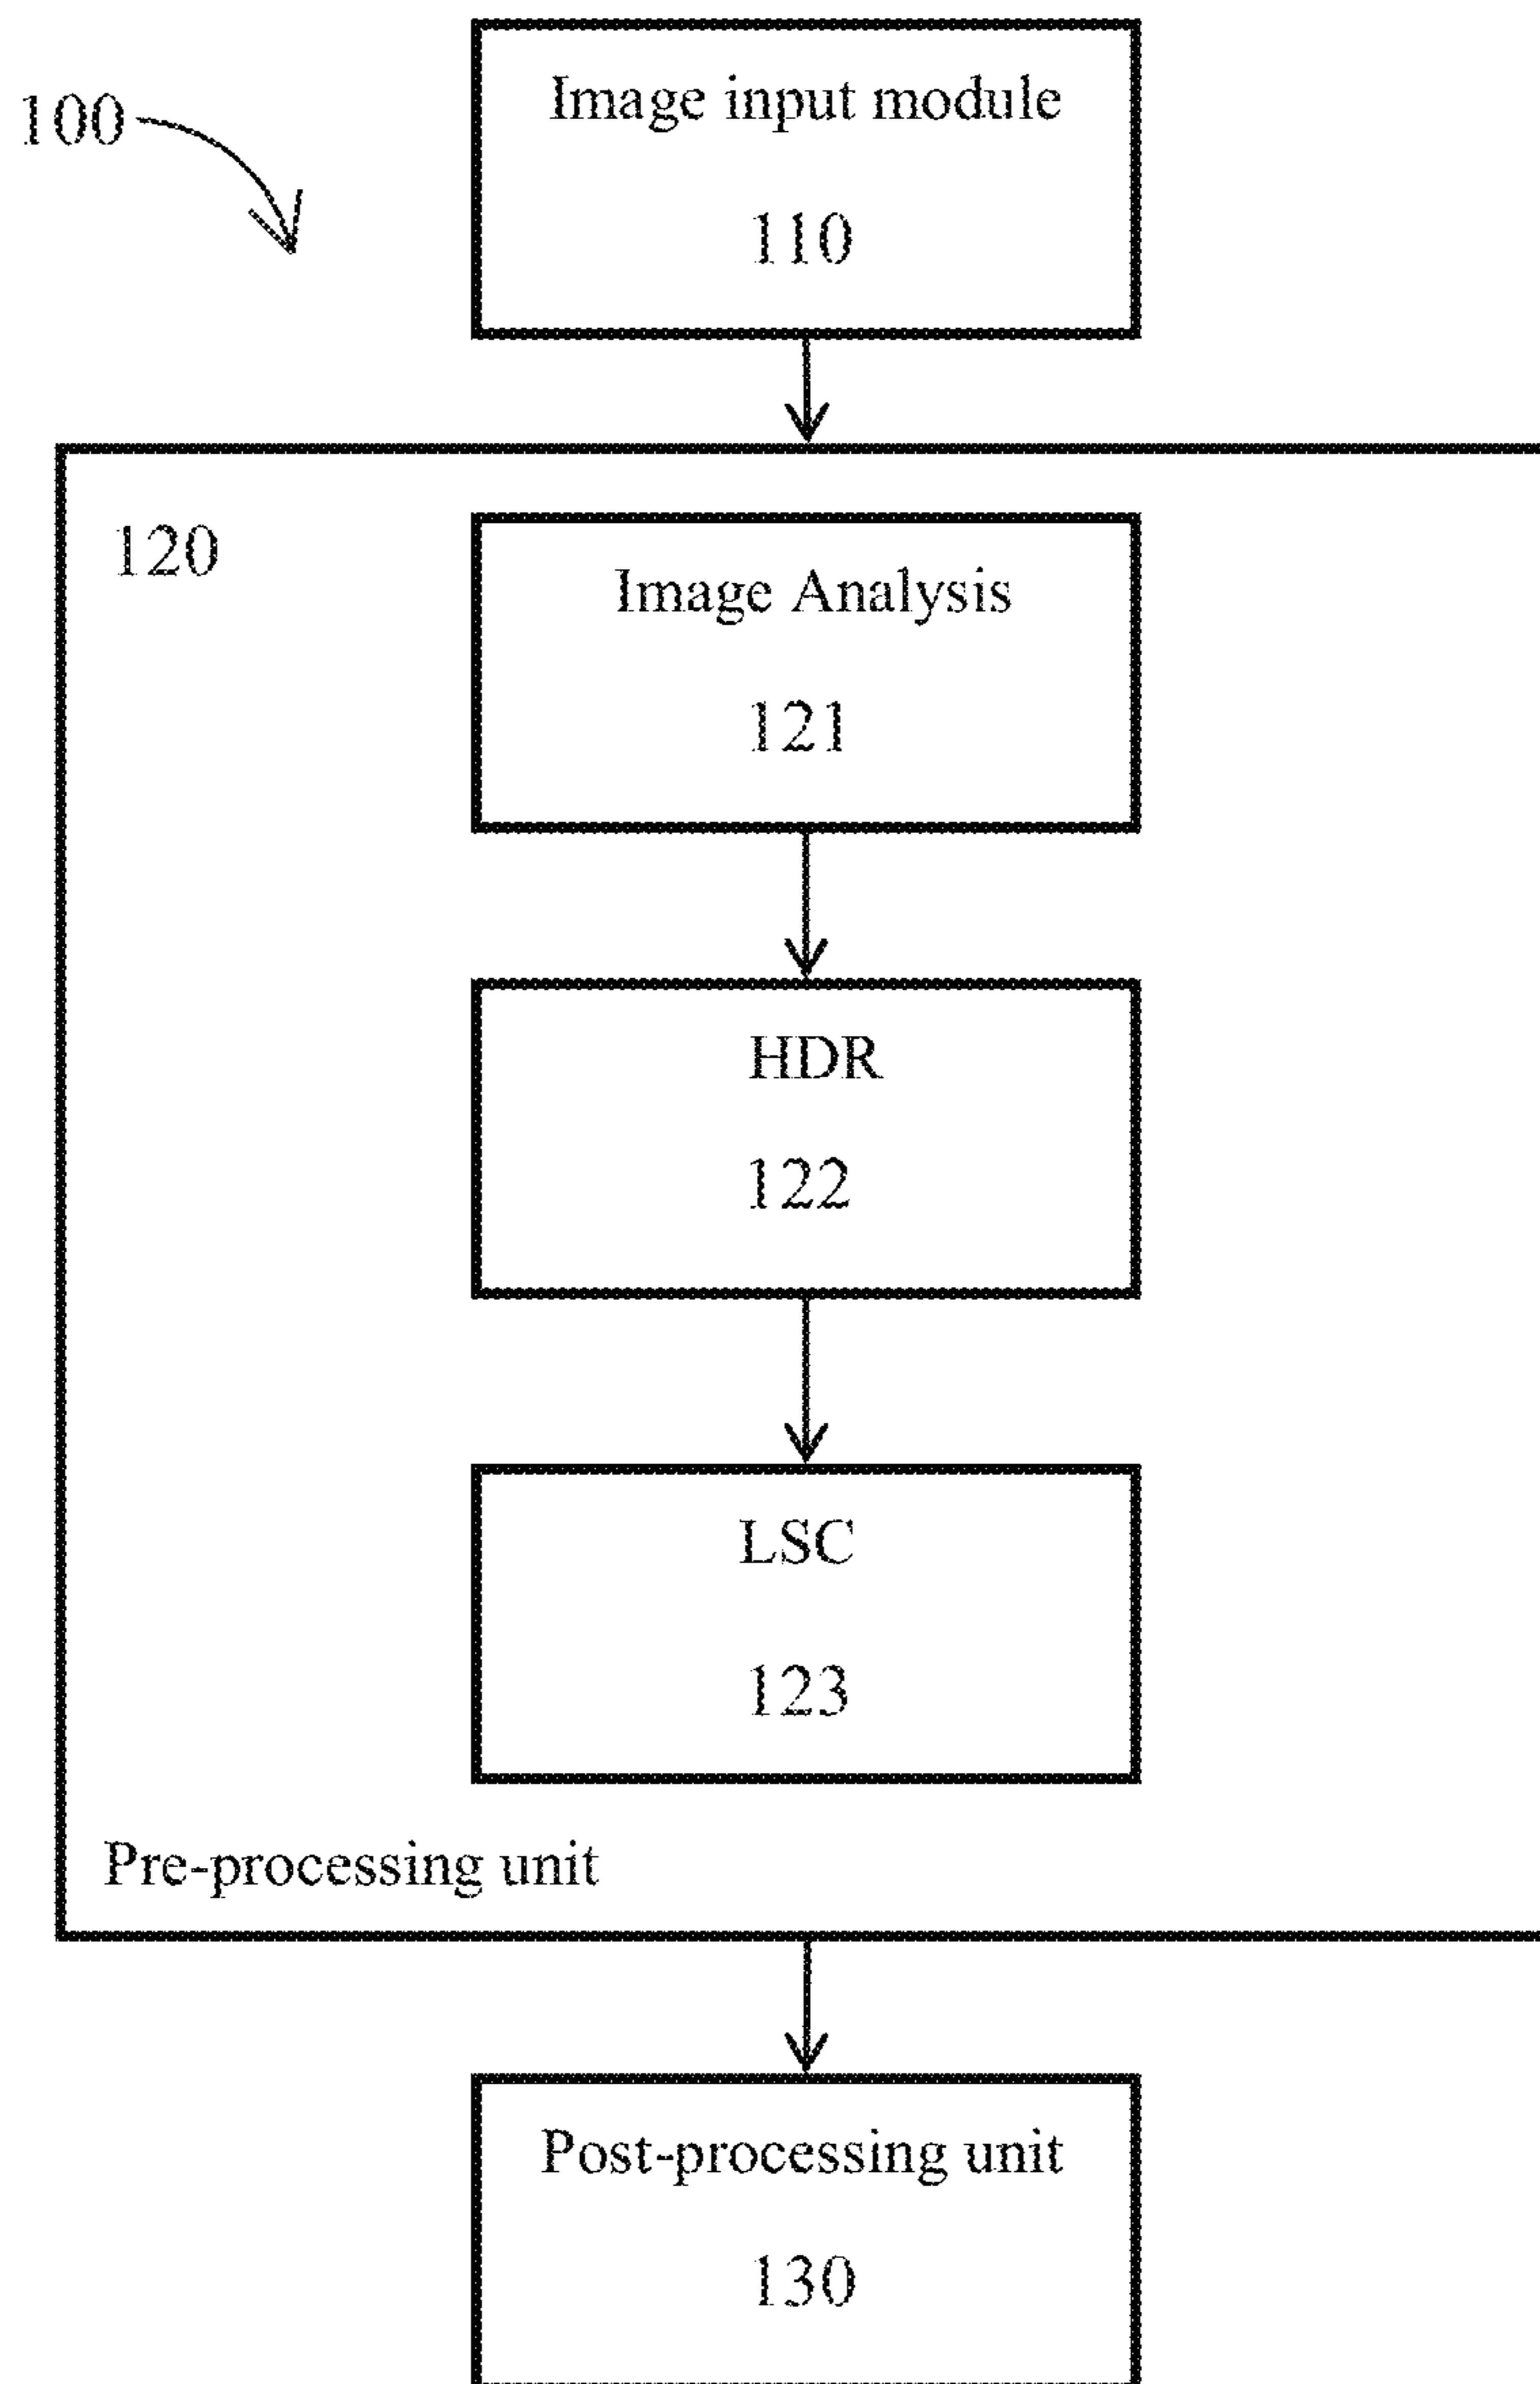 100
Image input module
110
120
Image Analysis
121
HDR
122
LSC
123
Pre-processing unit
Post-processing unit
130